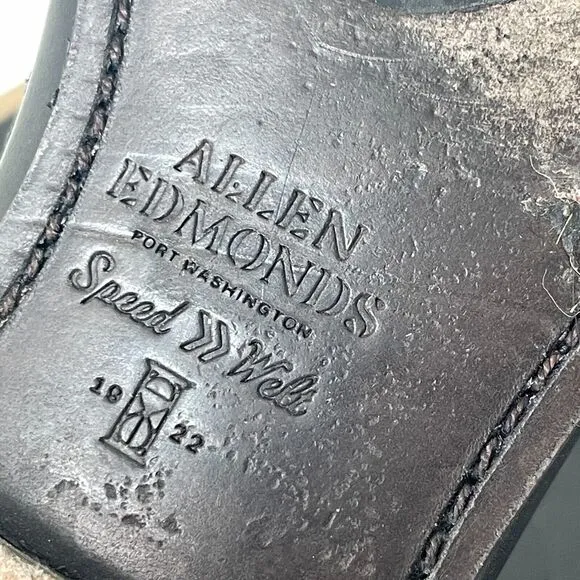 ALLEN
EDMONDS
PORT WASHINGTON
Speed Welt
19 22